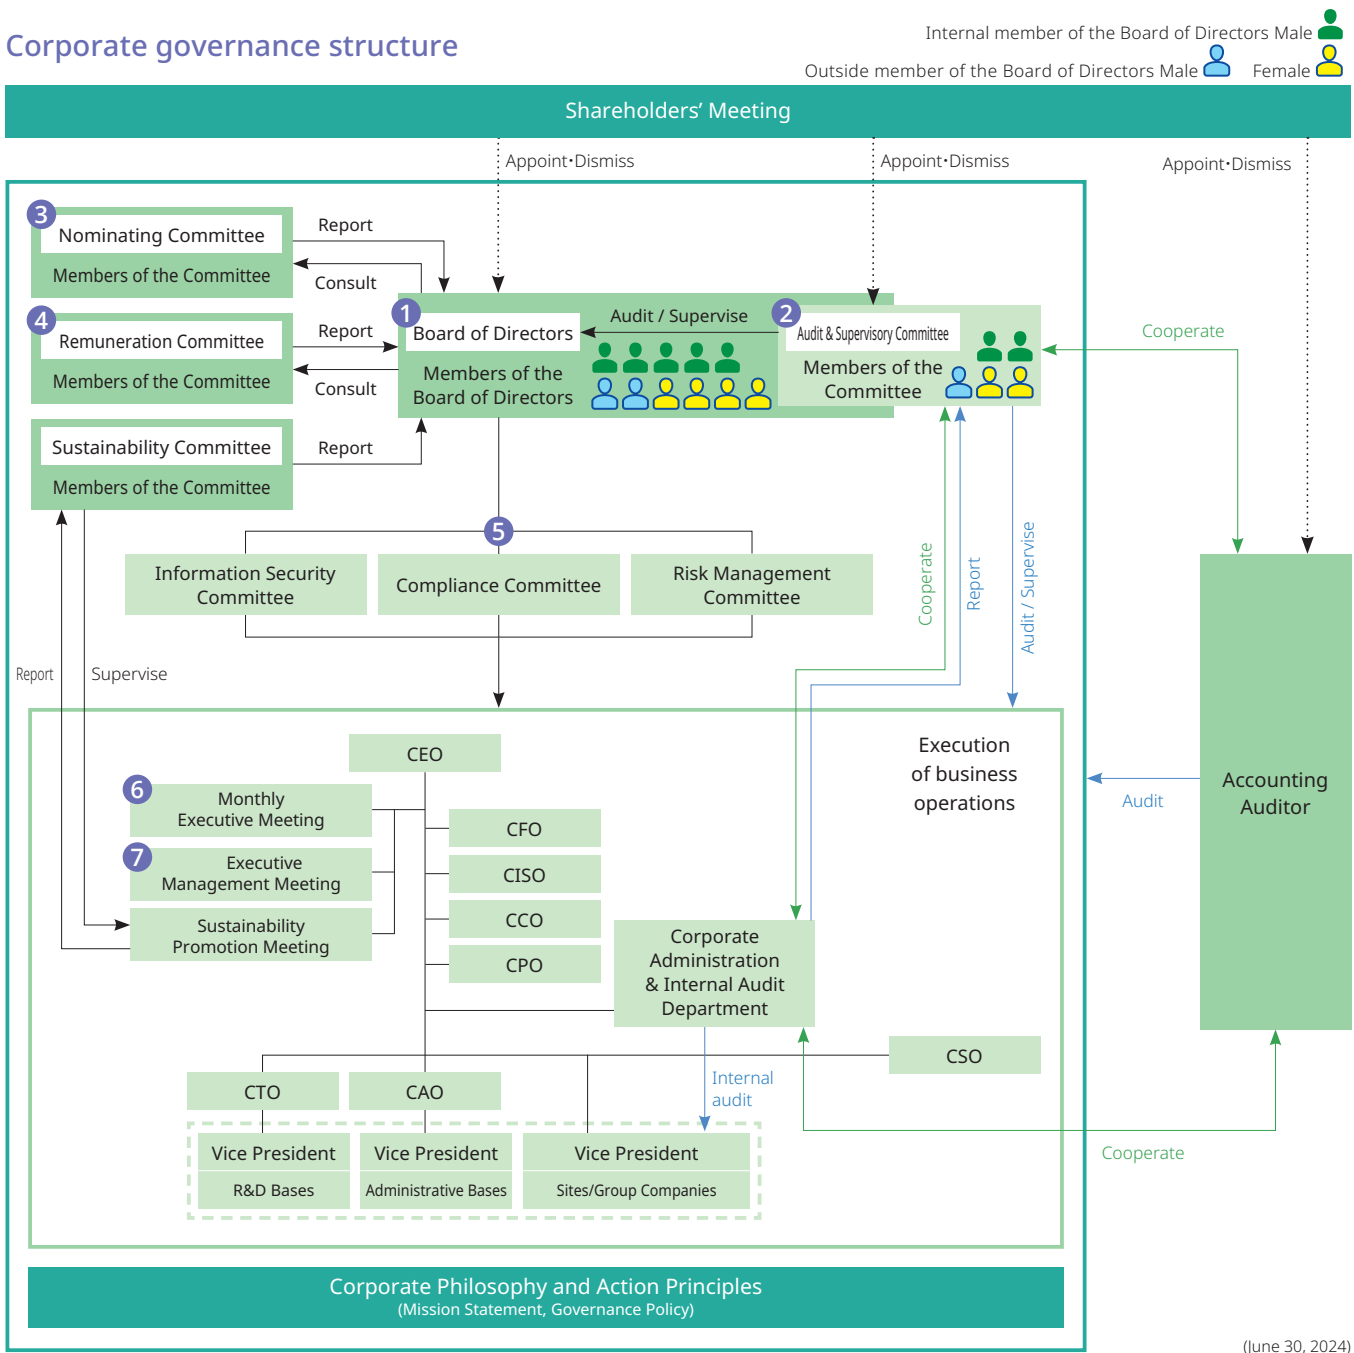 Corporate governance structure
Internal member of the Board of Directors Male
Outside member of the Board of Directors Male
Female
Shareholders’ Meeting
Appoint・Dismiss
Appoint・Dismiss
Appoint・Dismiss
3
Nominating Committee
Members of the Committee
Report
Consult
4
Remuneration Committee
Members of the Committee
Report
Consult
Sustainability Committee
Members of the Committee
Report
1
Board of Directors
Members of the
Board of Directors
Audit / Supervise
2
Audit & Supervisory Committee
Members of the
Committee
Cooperate
5
Information Security
Committee
Compliance Committee
Risk Management
Committee
Cooperate
Report
Audit / Supervise
Report
Supervise
CEO
Execution
of business
operations
6
Monthly
Executive Meeting
7
Executive
Management Meeting
Sustainability
Promotion Meeting
CFO
CISO
CCO
CPO
Corporate
Administration
& Internal Audit
Department
Audit
Accounting
Auditor
CSO
CTO
CAO
Internal
audit
Vice President
R&D Bases
Vice President
Administrative Bases
Vice President
Sites/Group Companies
Cooperate
Corporate Philosophy and Action Principles
(Mission Statement, Governance Policy)
(June 30, 2024)